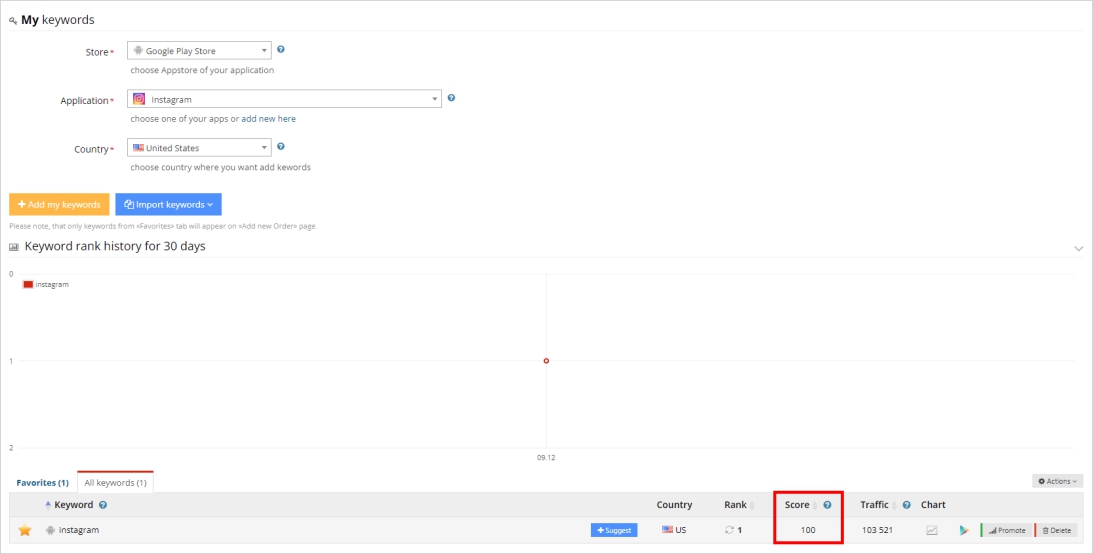 My keywords
Store* Google Play Store
choose Appstore of your application
Application* Instagram
choose one of your apps or add new here
Country* United States
choose country where you want add kewords
+ Add my keywords Import keywords
Please note, that only keywords from «Favorites» tab will appear on «Add new Order» page.
Keyword rank history for 30 days
0
instagram
1
2
09.12
Favorites (1) All keywords (1) Actions
Keyword Country Rank Score Traffic Chart
instagram + Suggest US 1 100 103 521 Promote Delete